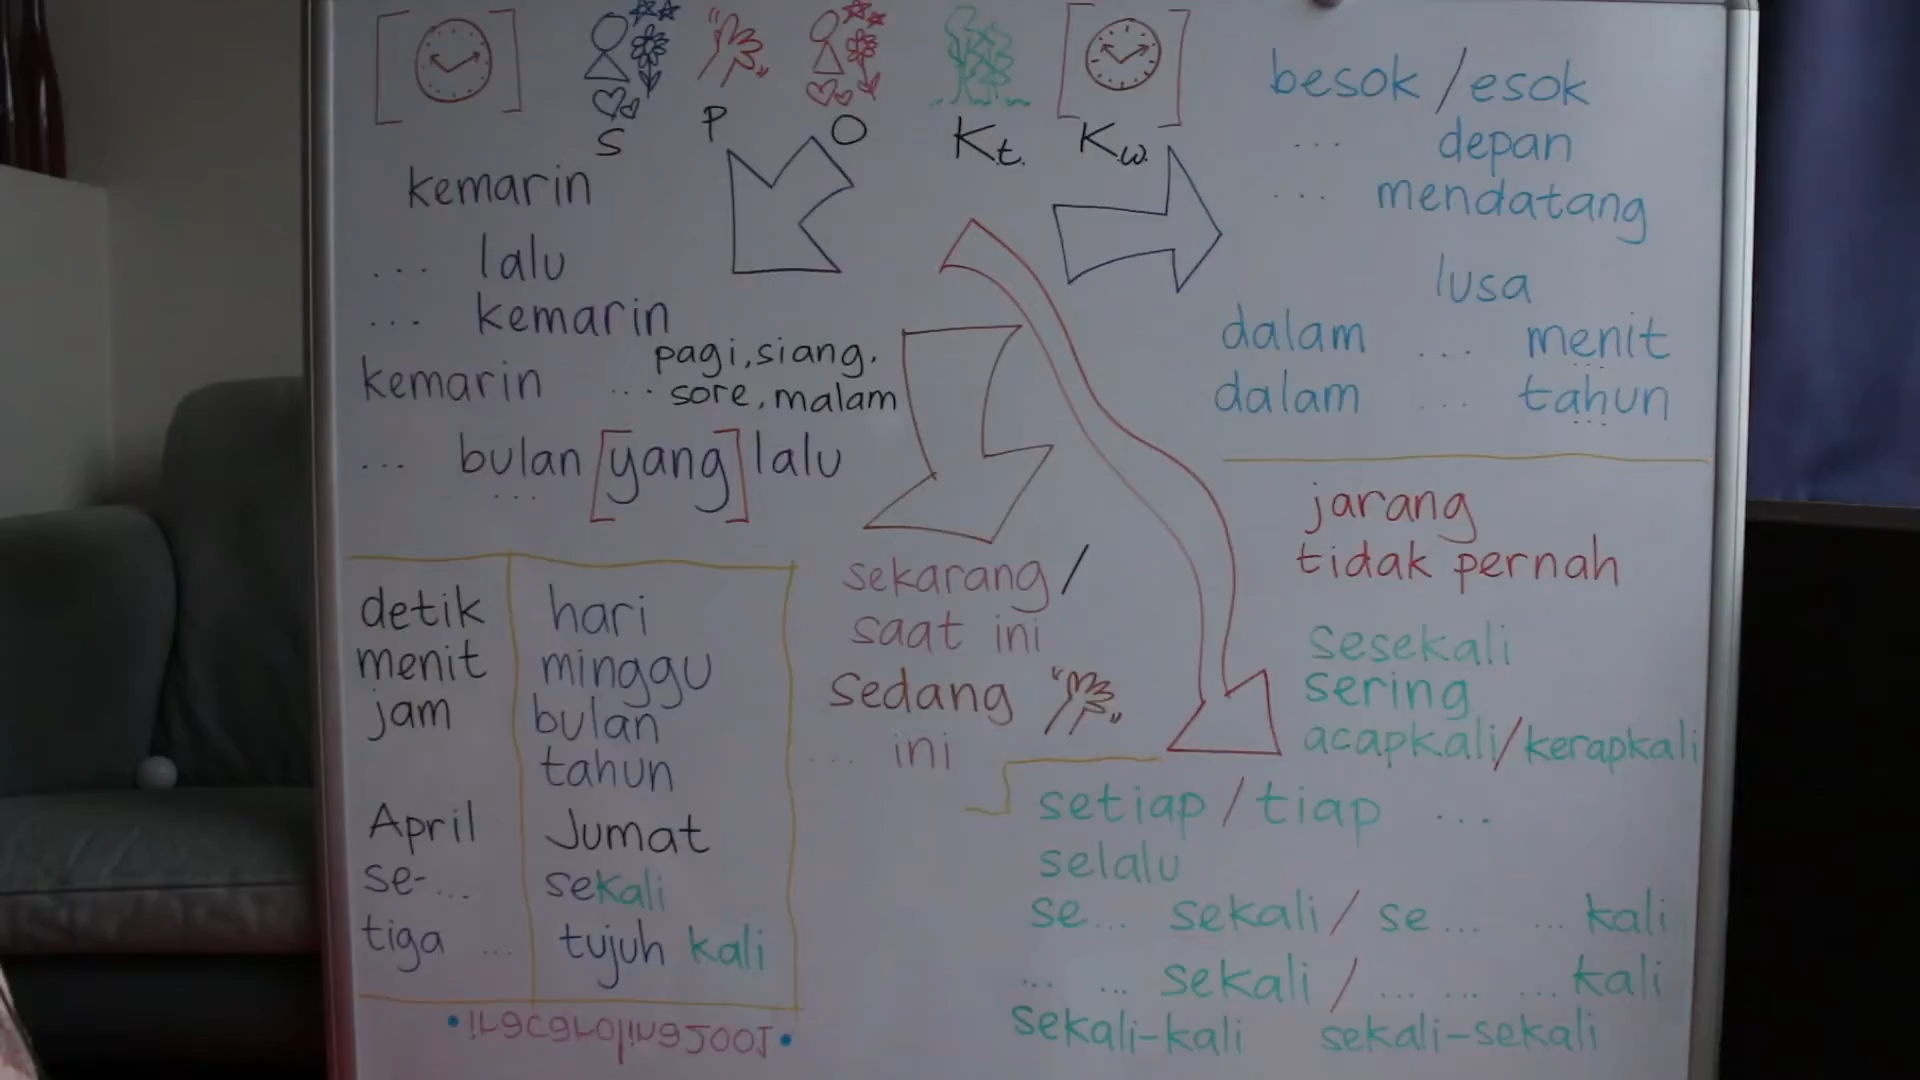 S P O Kt. Kw.
kemarin
... lalu
... kemarin
kemarin ... pagi, siang, sore, malam
... bulan [yang] lalu
...
besok / esok
... depan
... mendatang
lusa
dalam ... menit
...
dalam ... tahun
...
jarang
tidak pernah
sesekali
sering
acapkali/kerapkali
sekarang /
saat ini
sedang
... ini
detik hari
menit minggu
jam bulan
tahun
April Jumat
se-... sekali
tiga ... tujuh kali
setiap / tiap ...
selalu
se... sekali / se... ... kali
... ... sekali / ... ... ... kali
sekali-kali sekali-sekali